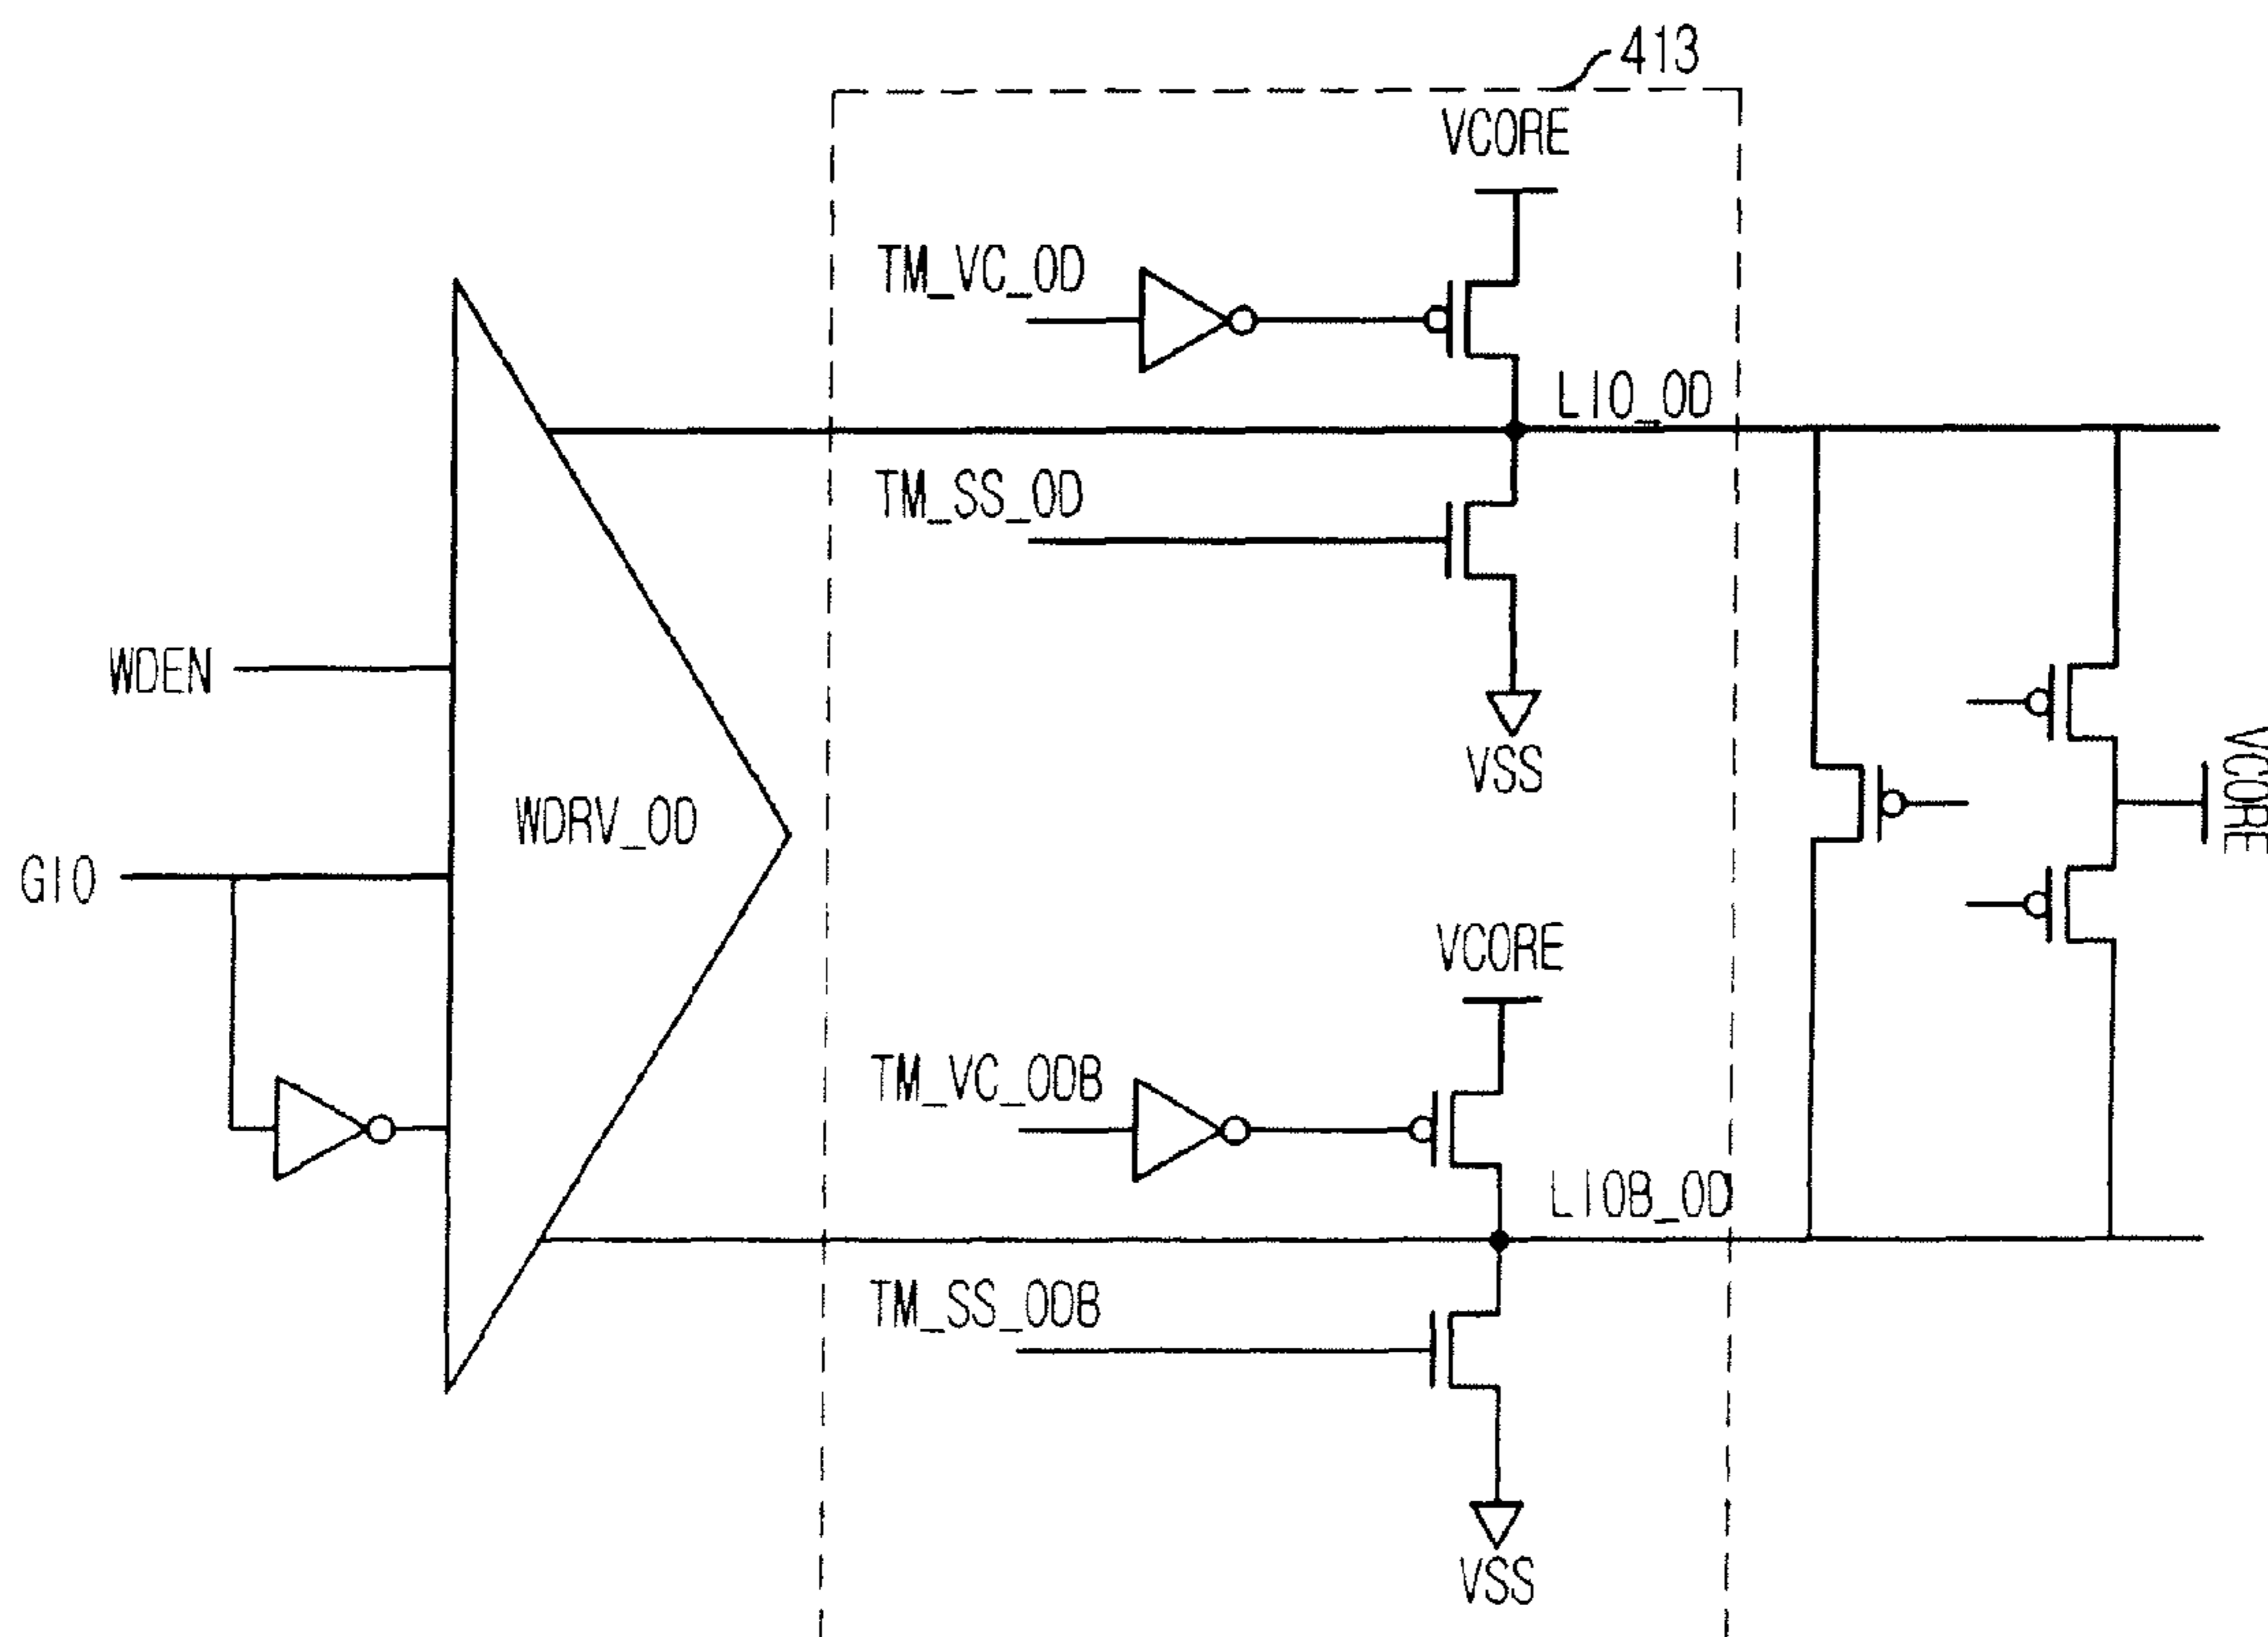 413
VCORE
TM_VC_OD
LIO_OD
TM_SS_OD
WDEN
VSS
VCORE
WDRV_OD
GIO
VCORE
TM_VC_ODB
LIOB_OD
TM_SS_ODB
VSS